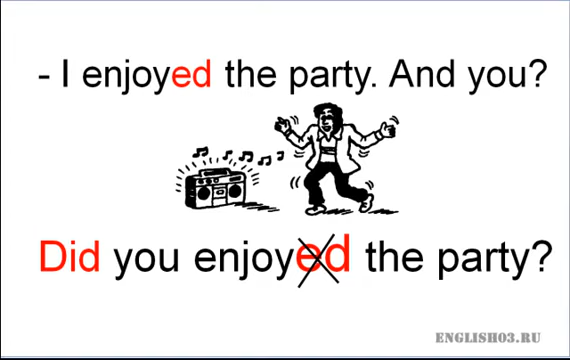 - I enjoyed the party. And you?
Did you enjoyed the party?
ENGLISH03.RU